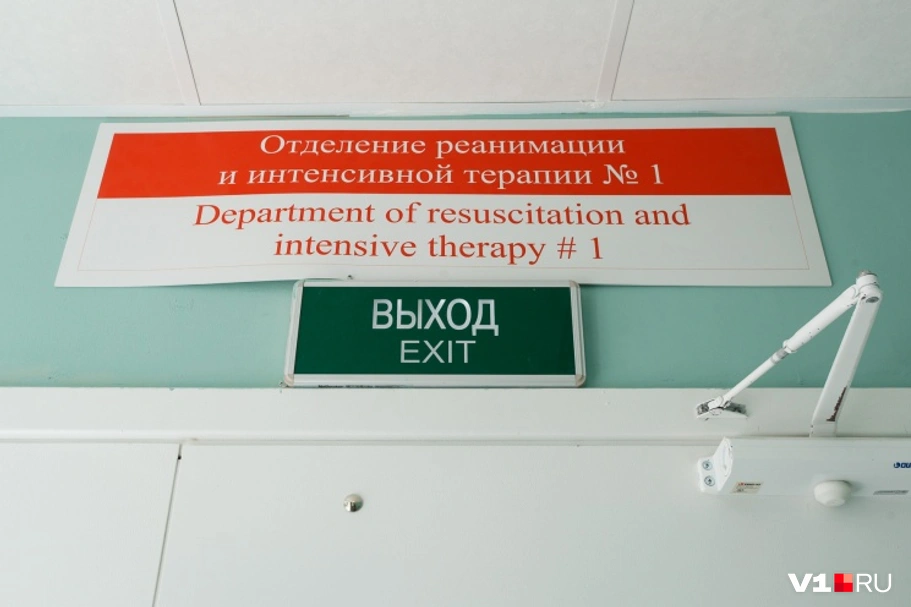 Отделение реанимации
и интенсивной терапии № 1
Department of resuscitation and
intensive therapy # 1
ВЫХОД
EXIT
V1 RU